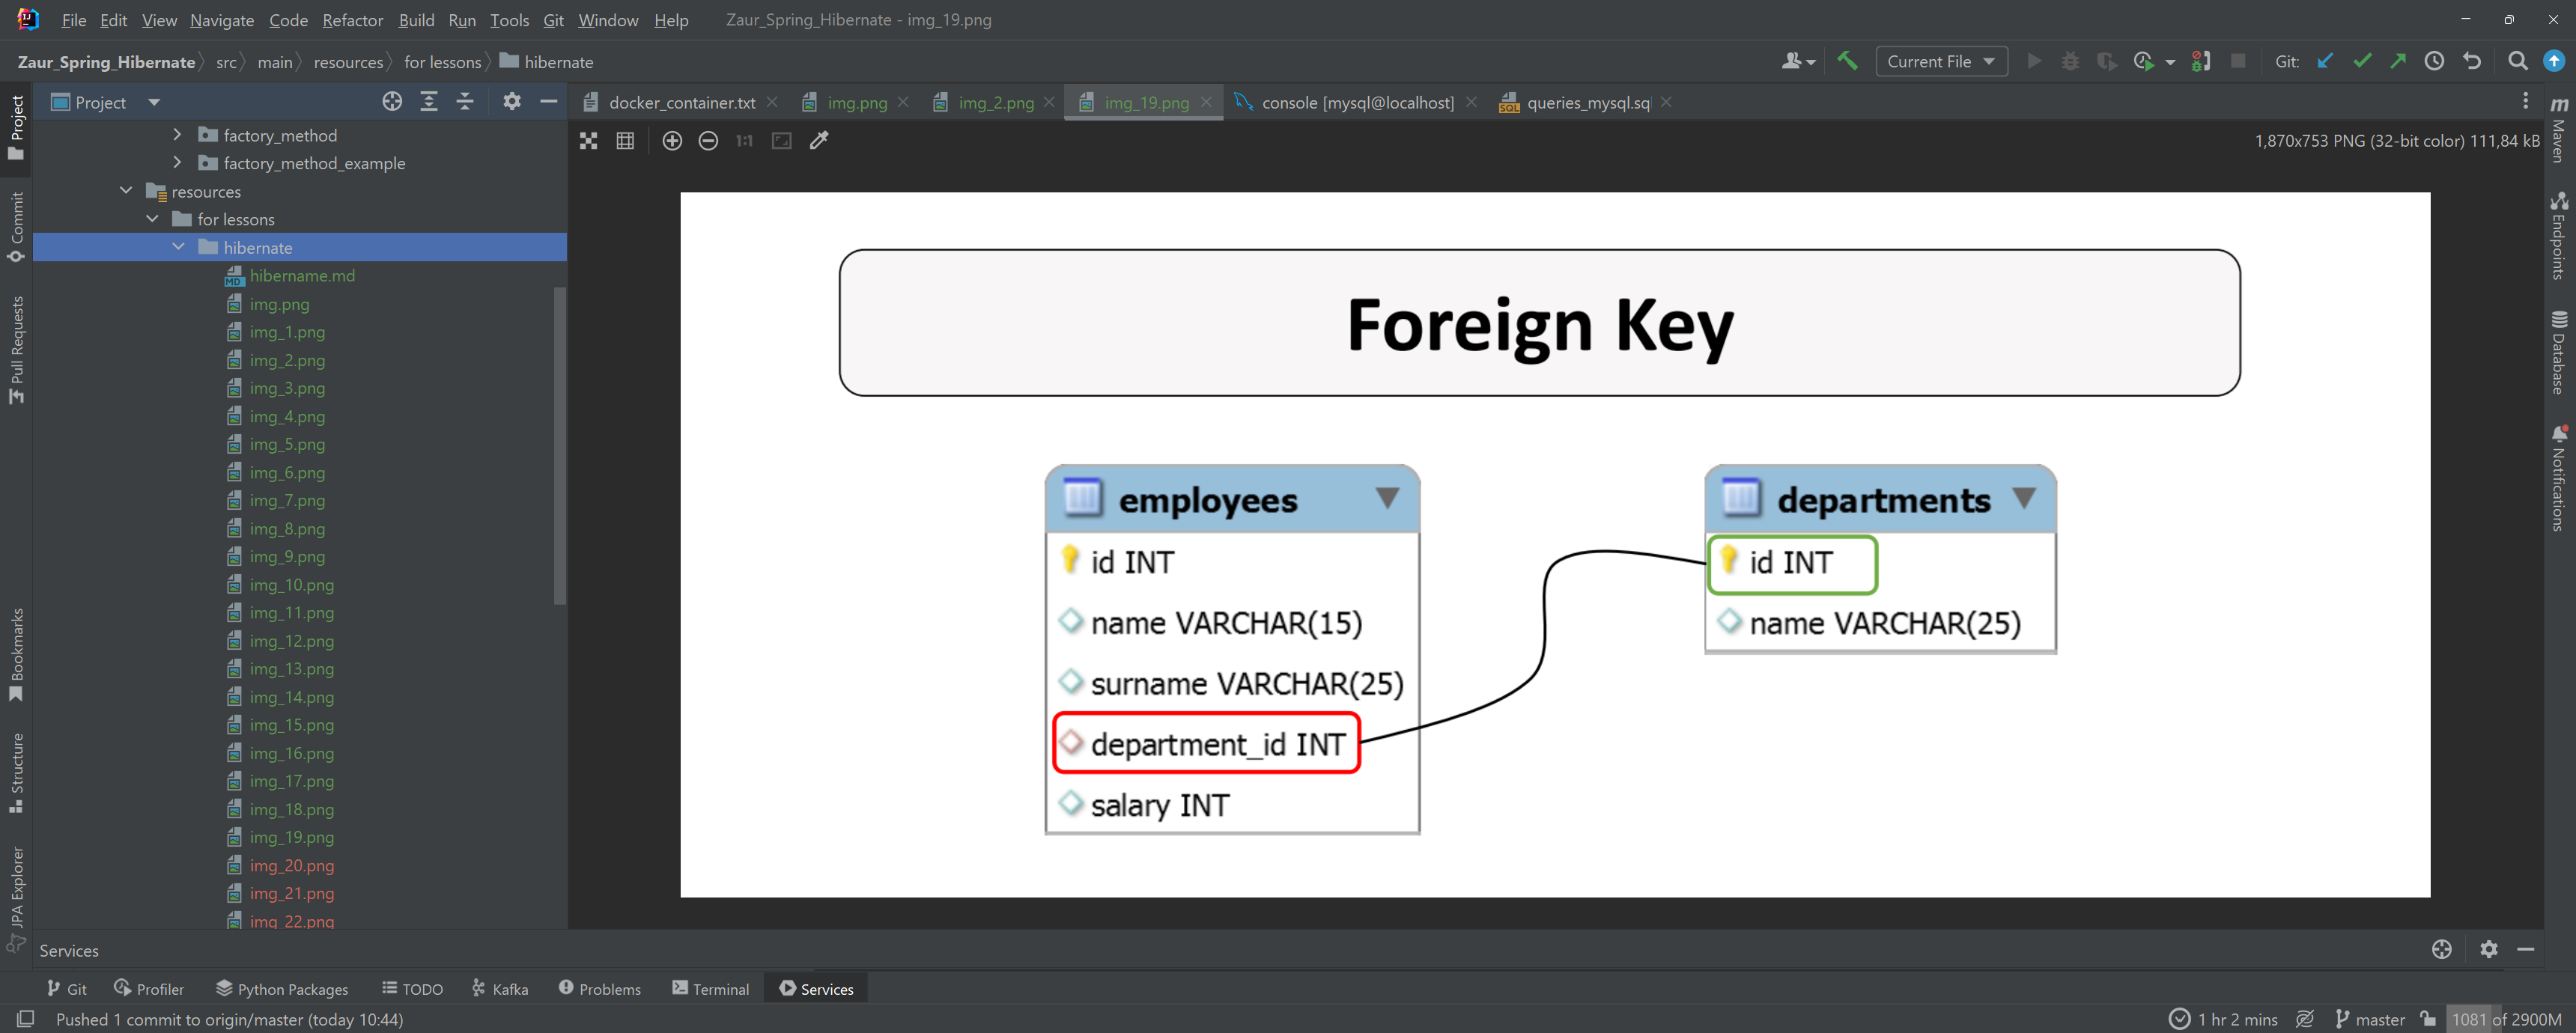 File Edit View Navigate Code Refactor Build Run Tools Git Window Help Zaur_Spring_Hibernate - img_19.png
Zaur_Spring_Hibernate src main resources for lessons hibernate Current File Git:
Project docker_container.txt img.png img_2.png img_19.png console [mysql@localhost] queries_mysql.sq
1:1 1,870x753 PNG (32-bit color) 111,84 kB
Project
Commit
Pull Requests
Bookmarks
Structure
JPA Explorer
factory_method
factory_method_example
resources
for lessons
hibernate
hibername.md
img.png
img_1.png
img_2.png
img_3.png
img_4.png
img_5.png
img_6.png
img_7.png
img_8.png
img_9.png
img_10.png
img_11.png
img_12.png
img_13.png
img_14.png
img_15.png
img_16.png
img_17.png
img_18.png
img_19.png
img_20.png
img_21.png
img_22.png
Foreign Key
employees
id INT
name VARCHAR(15)
surname VARCHAR(25)
department_id INT
salary INT
departments
id INT
name VARCHAR(25)
Maven
Endpoints
Database
Notifications
Services
Git Profiler Python Packages TODO Kafka Problems Terminal Services
Pushed 1 commit to origin/master (today 10:44) 1 hr 2 mins master 1081 of 2900M